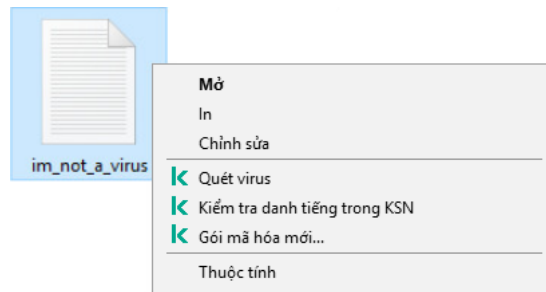 im_not_a_virus
Mở
In
Chỉnh sửa
Quét virus
Kiểm tra danh tiếng trong KSN
Gói mã hóa mới...
Thuộc tính